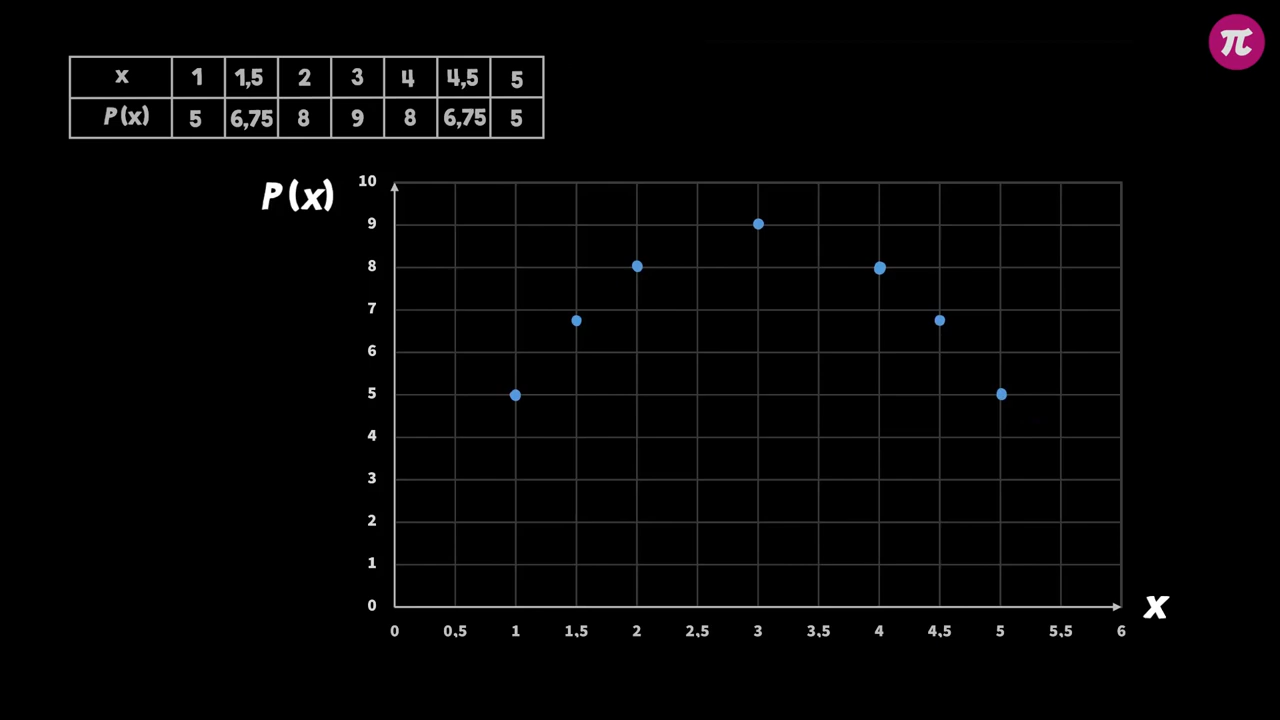 π
x 1 1,5 2 3 4 4,5 5
P(x) 5 6,75 8 9 8 6,75 5
P(x)
10
9
8
7
6
5
4
3
2
1
0
x
0 0,5 1 1,5 2 2,5 3 3,5 4 4,5 5 5,5 6